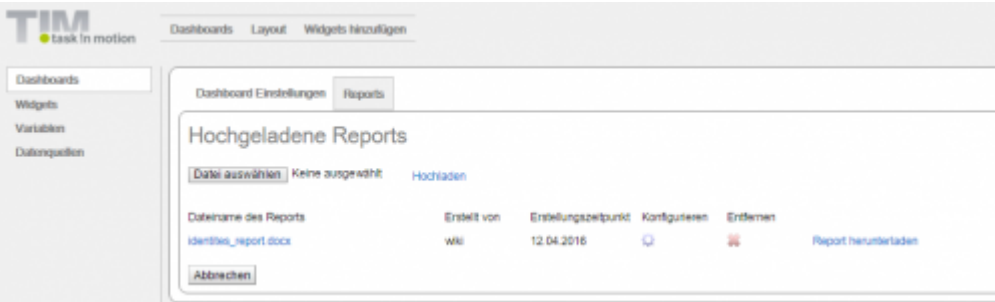 TIM
task!n motion
Dashboards Layout Widgets hinzufügen
Dashboards
Widgets
Variablen
Datenquellen
Dashboard Einstellungen Reports
Hochgeladene Reports
Datei auswählen Keine ausgewählt Hochladen
Dateiname des Reports Erstellt von Erstellungszeitpunkt Konfigurieren Entfernen
identities_report.docx wiki 12.04.2016 Report herunterladen
Abbrechen